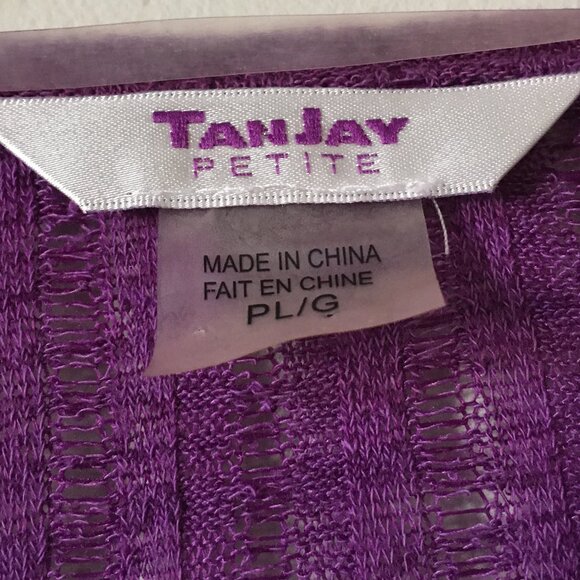 TANJAY
PETITE
MADE IN CHINA
FAIT EN CHINE
PL/G